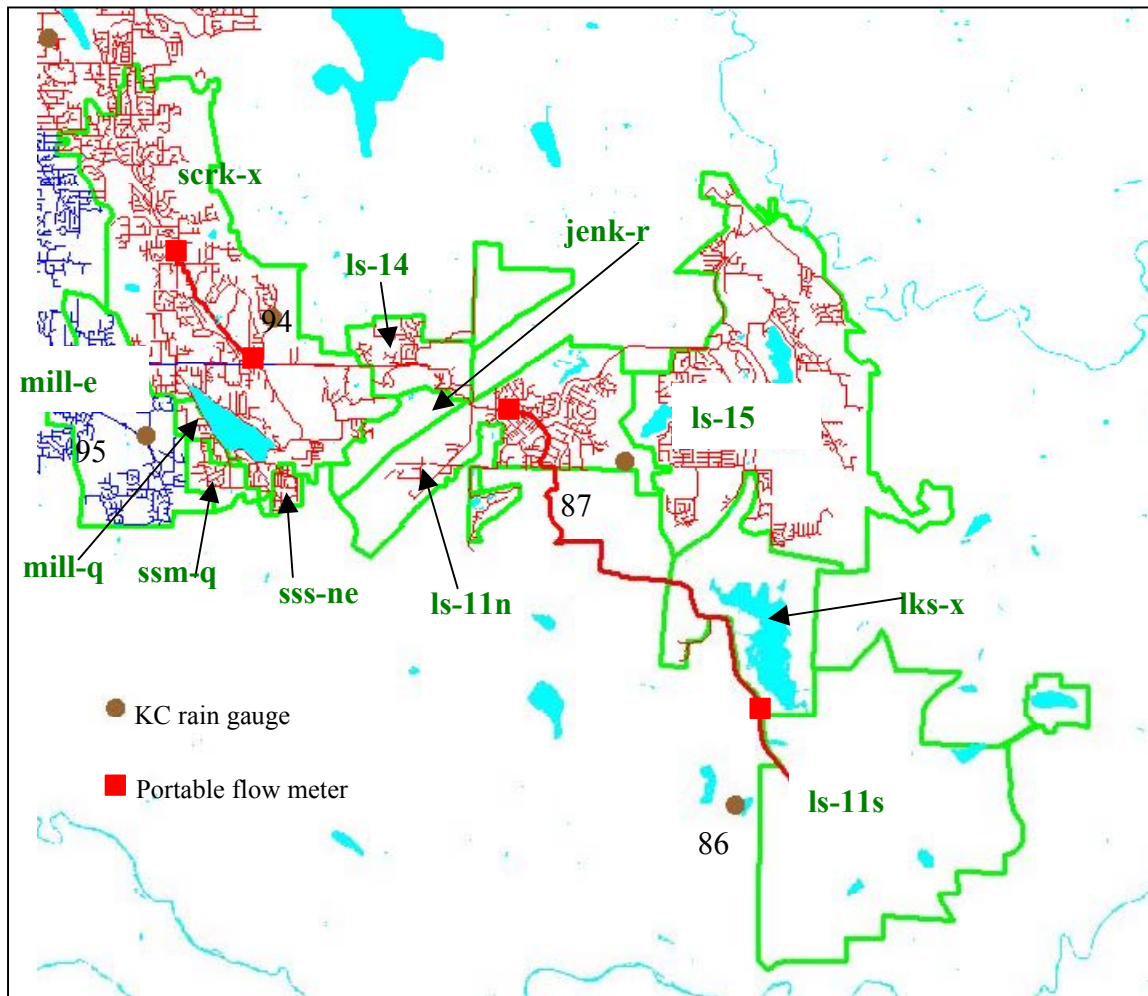 scrk-x
jenk-r
ls-14
94
mill-e
ls-15
95
87
mill-q
ssm-q
sss-ne
ls-11n
lks-x
KC rain gauge
Portable flow meter
ls-11s
86